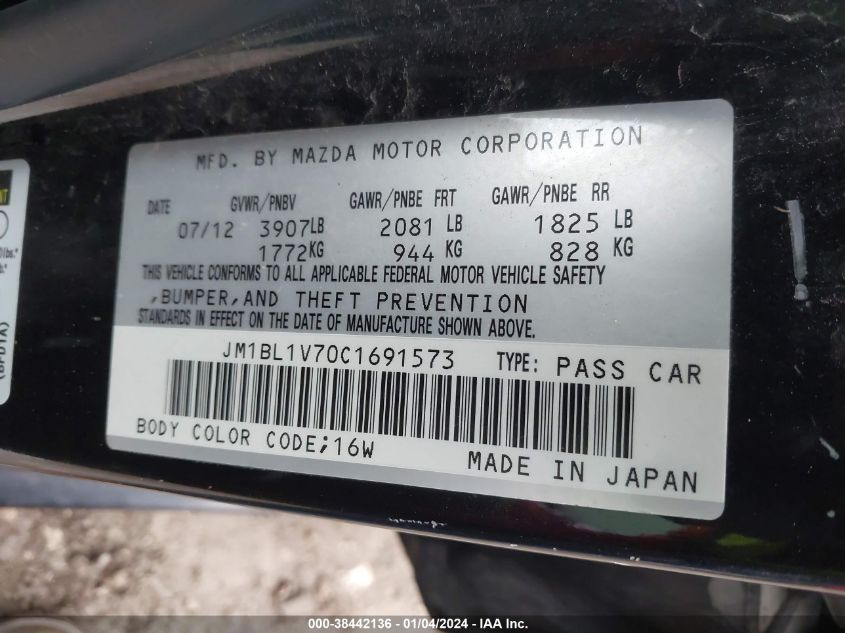 MFD. BY MAZDA MOTOR CORPORATION
DATE GVWR/PNBV GAWR/PNBE FRT GAWR/PNBE RR
07/12 3907LB 2081 LB 1825 LB
1772KG 944 KG 828 KG
THIS VEHICLE CONFORMS TO ALL APPLICABLE FEDERAL MOTOR VEHICLE SAFETY
,BUMPER,AND THEFT PREVENTION
STANDARDS IN EFFECT ON THE DATE OF MANUFACTURE SHOWN ABOVE.
JM1BL1V70C1691573 TYPE: PASS CAR
BODY COLOR CODE;16W
MADE IN JAPAN
000-38442136 - 01/04/2024 - IAA Inc.